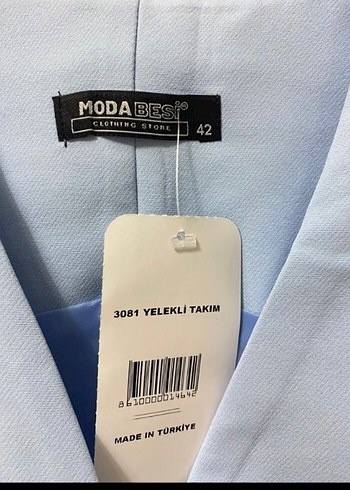 MODA BESİ
CLOTHING STORE
42
3081 YELEKLİ TAKIM
8610000014642
MADE IN TÜRKİYE